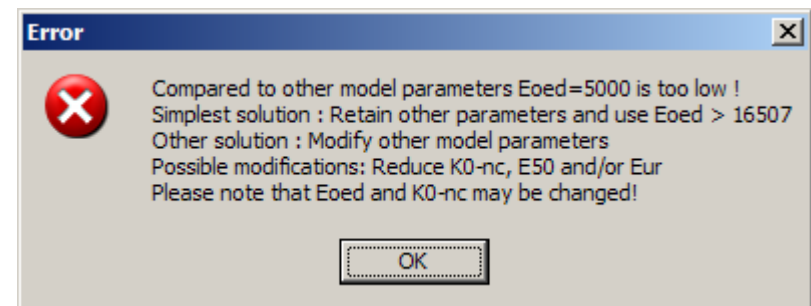 Error
Compared to other model parameters Eoed=5000 is too low !
Simplest solution : Retain other parameters and use Eoed > 16507
Other solution : Modify other model parameters
Possible modifications: Reduce K0-nc, E50 and/or Eur
Please note that Eoed and K0-nc may be changed!
OK